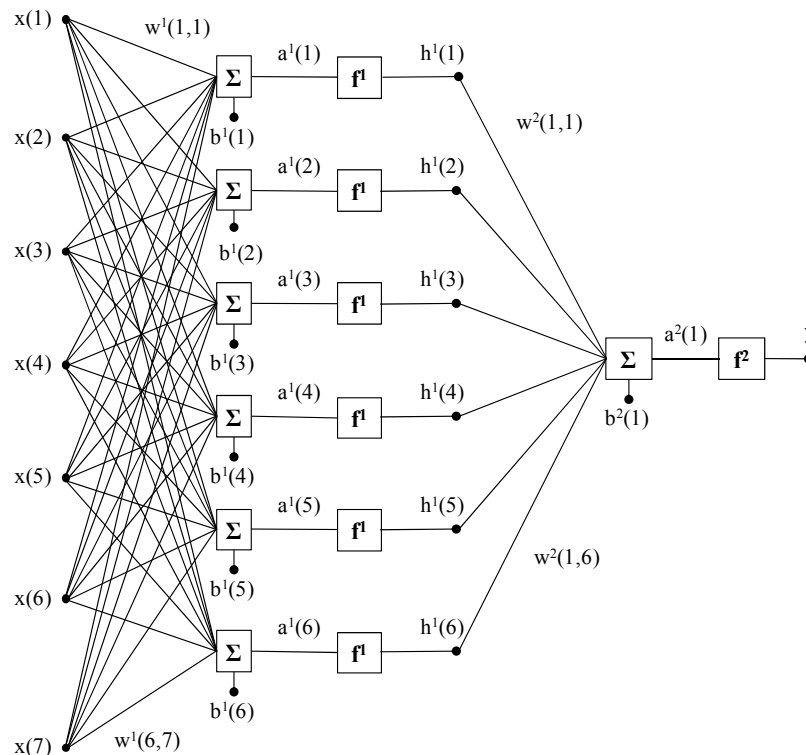 x(1)
w¹(1,1)
Σ
a¹(1)
f¹
h¹(1)
b¹(1)
w²(1,1)
x(2)
Σ
a¹(2)
f¹
h¹(2)
b¹(2)
x(3)
Σ
a¹(3)
f¹
h¹(3)
b¹(3)
x(4)
Σ
a¹(4)
f¹
h¹(4)
b¹(4)
Σ
a²(1)
f²
b²(1)
x(5)
Σ
a¹(5)
f¹
h¹(5)
b¹(5)
w²(1,6)
x(6)
Σ
a¹(6)
f¹
h¹(6)
b¹(6)
x(7)
w¹(6,7)